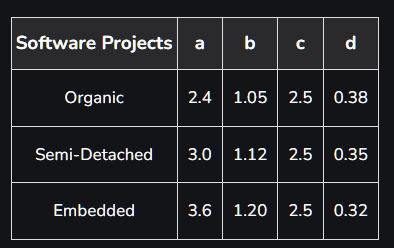 Software Projects a b c d
Organic 2.4 1.05 2.5 0.38
Semi-Detached 3.0 1.12 2.5 0.35
Embedded 3.6 1.20 2.5 0.32